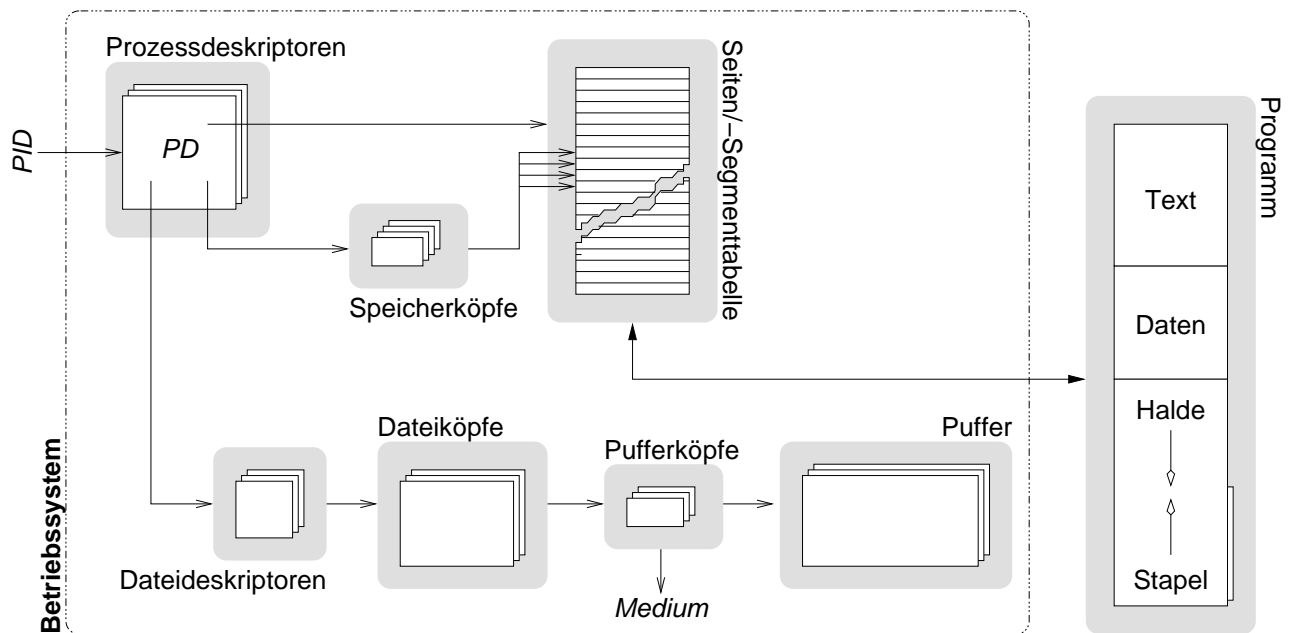 Prozessdeskriptoren
Seiten/–Segmenttabelle
Programm
PID
PD
Text
Speicherköpfe
Daten
Halde
Dateiköpfe
Pufferköpfe
Puffer
Betriebssystem
Dateideskriptoren
Medium
Stapel